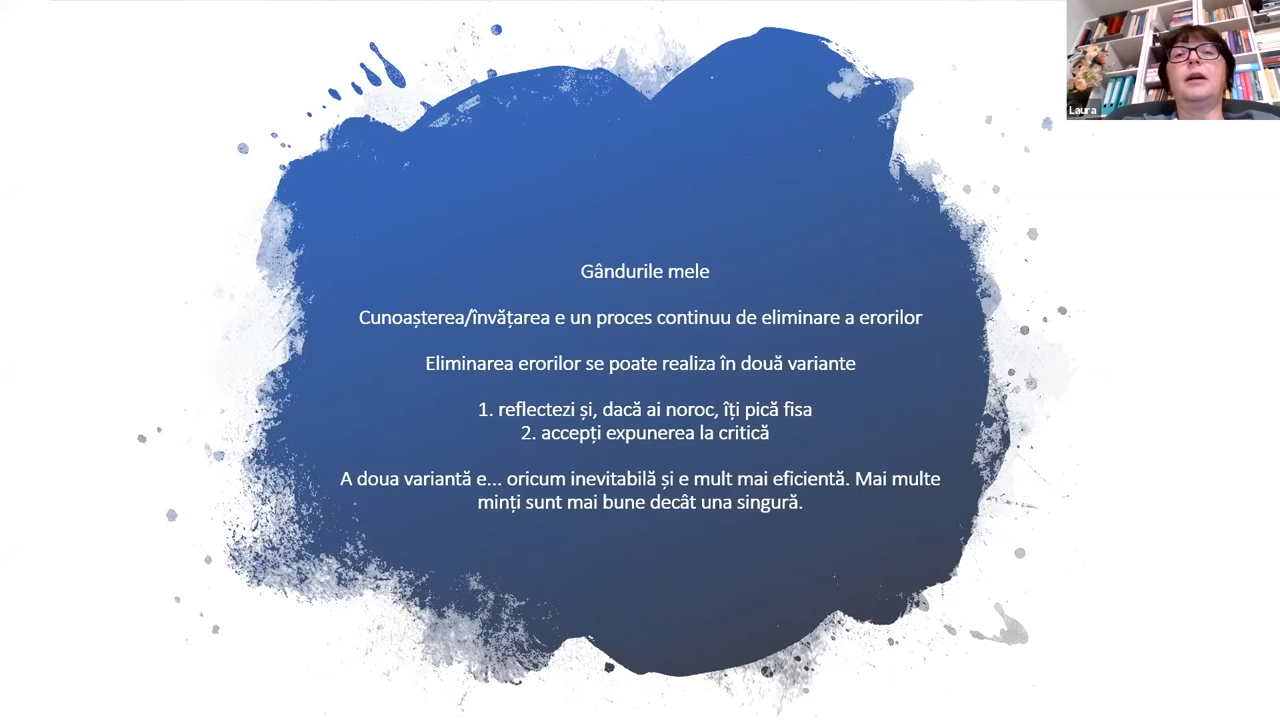 Laura
Gândurile mele
Cunoașterea/învățarea e un proces continuu de eliminare a erorilor
Eliminarea erorilor se poate realiza în două variante
1. reflectezi și, dacă ai noroc, îți pică fisa
2. accepți expunerea la critică
A doua variantă e... oricum inevitabilă și e mult mai eficientă. Mai multe
minți sunt mai bune decât una singură.